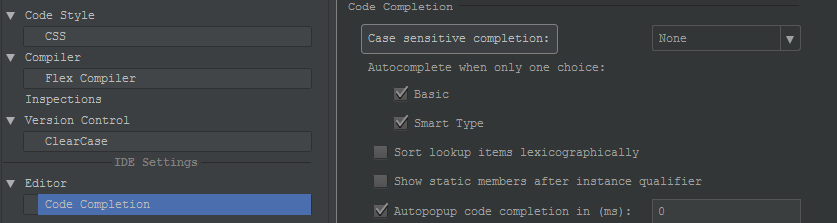 Code Style
CSS
Compiler
Flex Compiler
Inspections
Version Control
ClearCase
IDE Settings
Editor
Code Completion
Code Completion
Case sensitive completion:
None
Autocomplete when only one choice:
Basic
Smart Type
Sort lookup items lexicographically
Show static members after instance qualifier
Autopopup code completion in (ms):
0